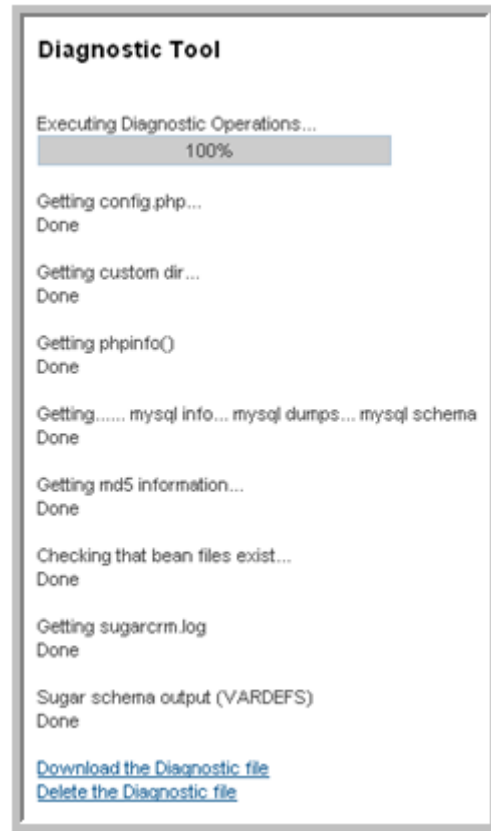 Diagnostic Tool
Executing Diagnostic Operations...
100%
Getting config.php...
Done
Getting custom dir...
Done
Getting phpinfo()
Done
Getting...... mysql info... mysql dumps... mysql schema
Done
Getting md5 information...
Done
Checking that bean files exist...
Done
Getting sugarcrm.log
Done
Sugar schema output (VARDEFS)
Done
Download the Diagnostic file
Delete the Diagnostic file